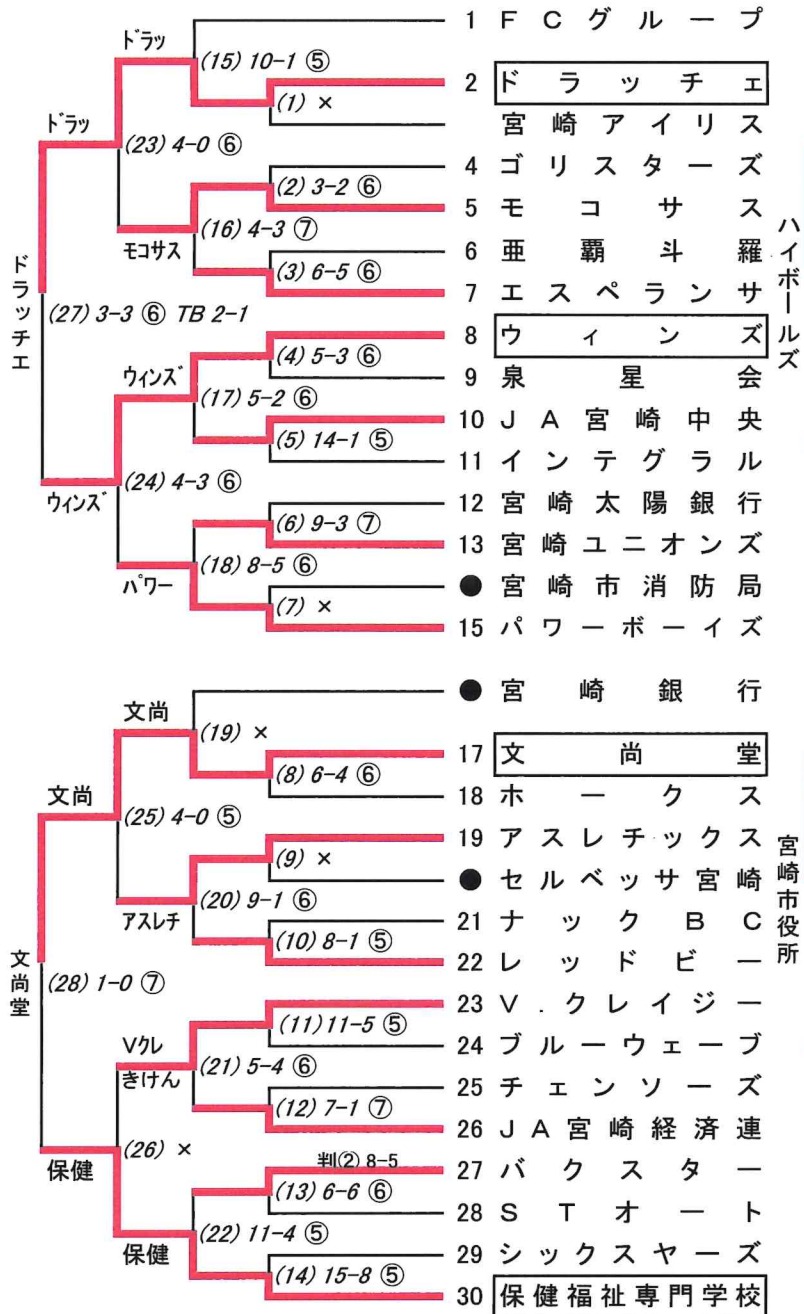 1 FCグループ
ドラッ
(15) 10-1 ⑤
2 ドラッチェ
(1) ×
ドラッ
宮崎アイリス
(23) 4-0 ⑥
4 ゴリスターズ
(2) 3-2 ⑥
5 モコサス
(16) 4-3 ⑦
モコサス
6 亜覇斗羅
(3) 6-5 ⑥
7 エスペランサ
ハイボールズ
ドラッチエ
(27) 3-3 ⑥ TB 2-1
8 ウィンズ
(4) 5-3 ⑥
ウィンズ
9 泉星会
(17) 5-2 ⑥
10 JA宮崎中央
(5) 14-1 ⑤
11 インテグラル
(24) 4-3 ⑥
ウィンズ
12 宮崎太陽銀行
(6) 9-3 ⑦
13 宮崎ユニオンズ
(18) 8-5 ⑥
パワー
● 宮崎市消防局
(7) ×
15 パワーボーイズ
● 宮崎銀行
文尚
(19) ×
17 文尚堂
(8) 6-4 ⑥
18 ホークス
文尚
(25) 4-0 ⑤
19 アスレチックス
(9) ×
● セルベッサ宮崎
(20) 9-1 ⑥
アスレチ
21 ナックBC
(10) 8-1 ⑤
22 レッドビー
宮崎市役所
文尚堂
(28) 1-0 ⑦
23 V.クレイジー
(11) 11-5 ⑤
Vクレ
きけん
24 ブルーウェーブ
(21) 5-4 ⑥
25 チェンソーズ
(12) 7-1 ⑦
26 JA宮崎経済連
(26) ×
保健
判② 8-5
27 バクスター
(13) 6-6 ⑥
28 STオート
(22) 11-4 ⑤
保健
29 シックスヤーズ
(14) 15-8 ⑤
30 保健福祉専門学校